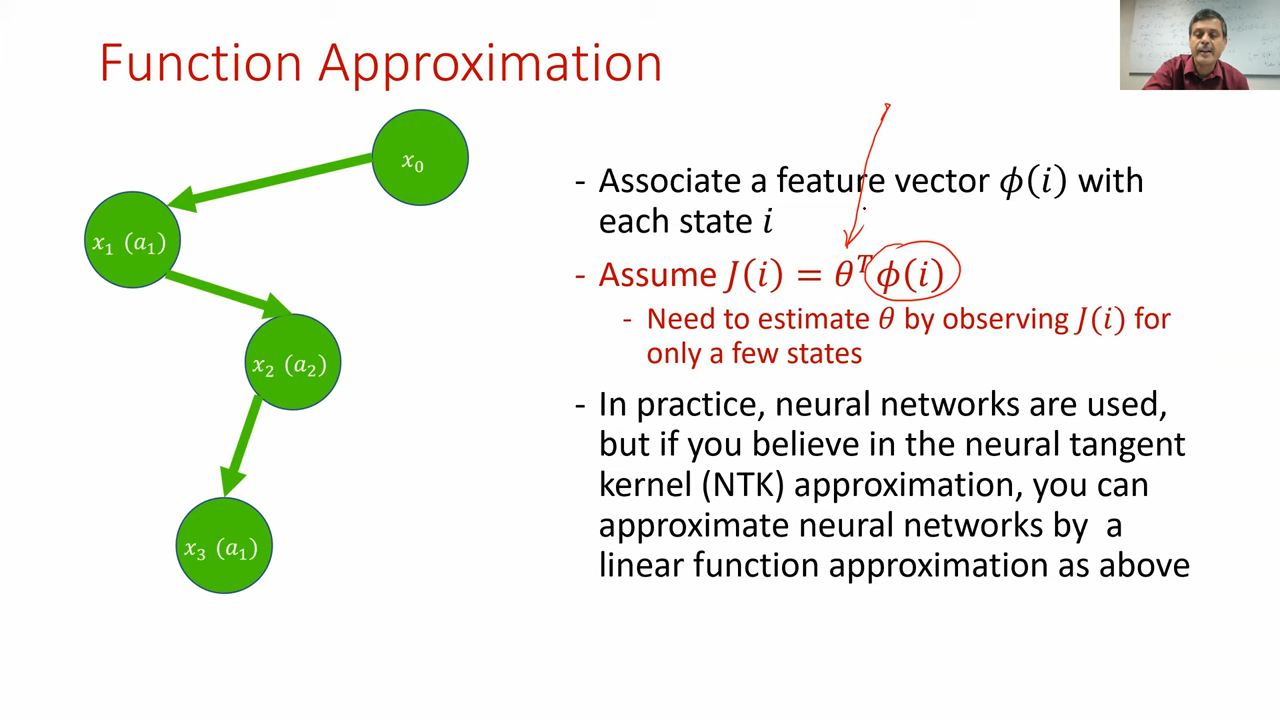 Function Approximation
x₀
x₁ (a₁)
x₂ (a₂)
x₃ (a₁)
- Associate a feature vector ϕ(i) with
each state i
- Assume J(i) = θᵀϕ(i)
- Need to estimate θ by observing J(i) for
only a few states
- In practice, neural networks are used,
but if you believe in the neural tangent
kernel (NTK) approximation, you can
approximate neural networks by a
linear function approximation as above